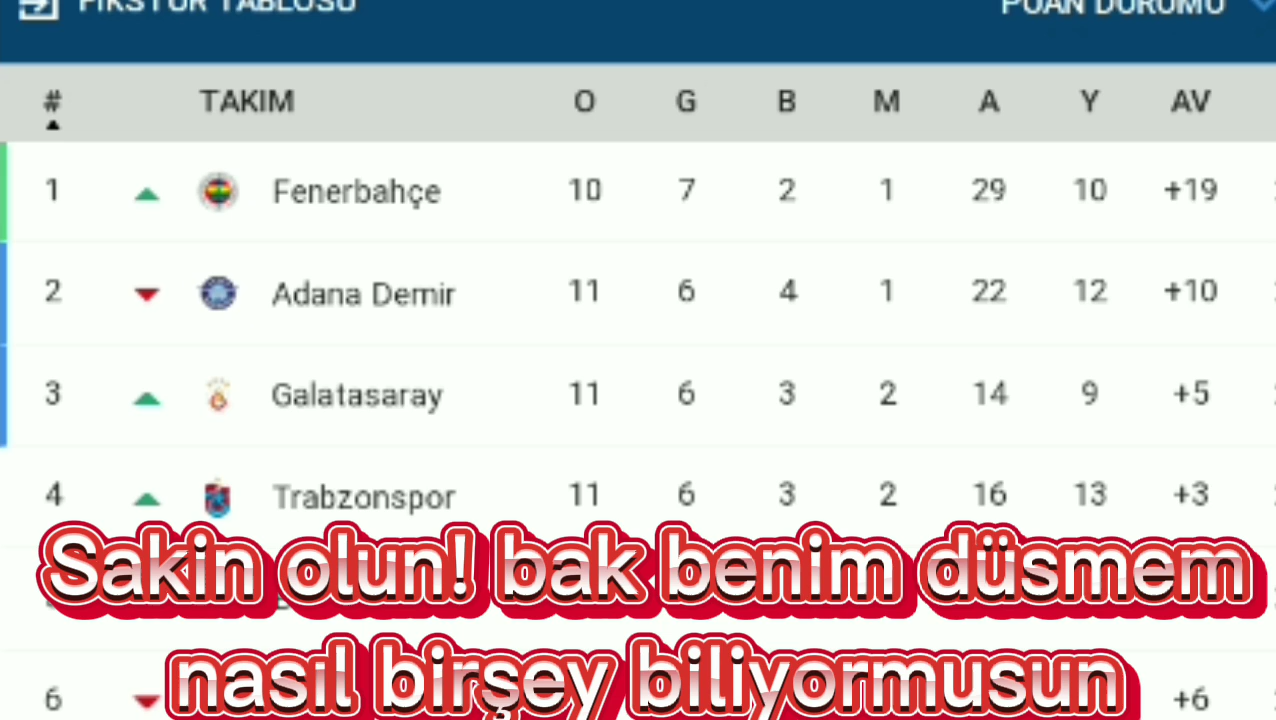 FİKSTÜR TABLOSU PUAN DURUMU
# TAKIM O G B M A Y AV
1 Fenerbahçe 10 7 2 1 29 10 +19
2 Adana Demir 11 6 4 1 22 12 +10
3 Galatasaray 11 6 3 2 14 9 +5
4 Trabzonspor 11 6 3 2 16 13 +3
Sakin olun! bak benim düsmem
nasıl birşey biliyormusun
6 +6